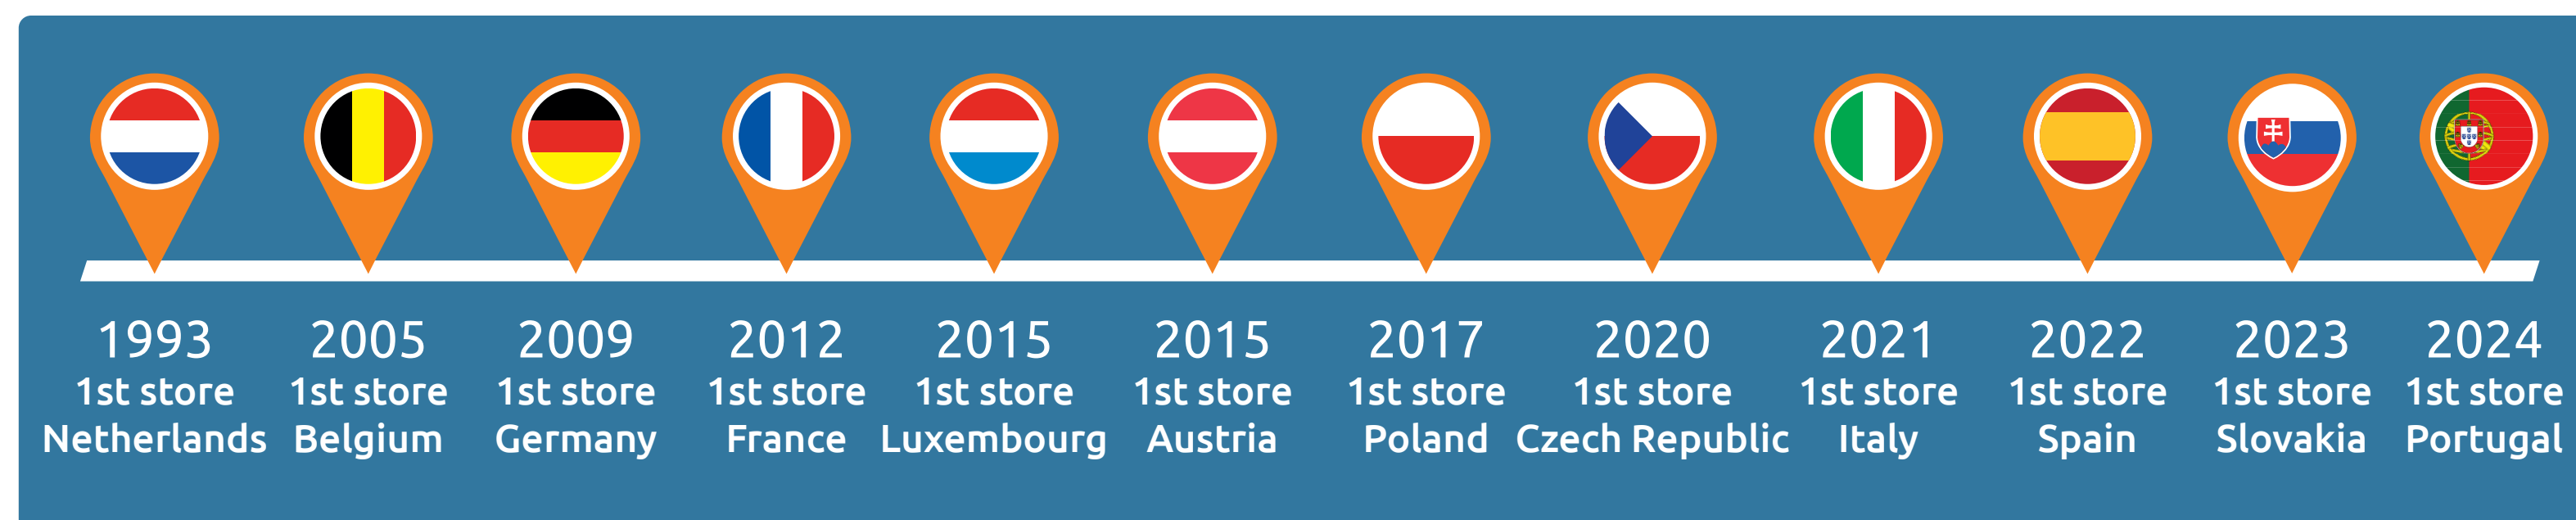 1993
1st store
Netherlands
2005
1st store
Belgium
2009
1st store
Germany
2012
1st store
France
2015
1st store
Luxembourg
2015
1st store
Austria
2017
1st store
Poland
2020
1st store
Czech Republic
2021
1st store
Italy
2022
1st store
Spain
2023
1st store
Slovakia
2024
1st store
Portugal